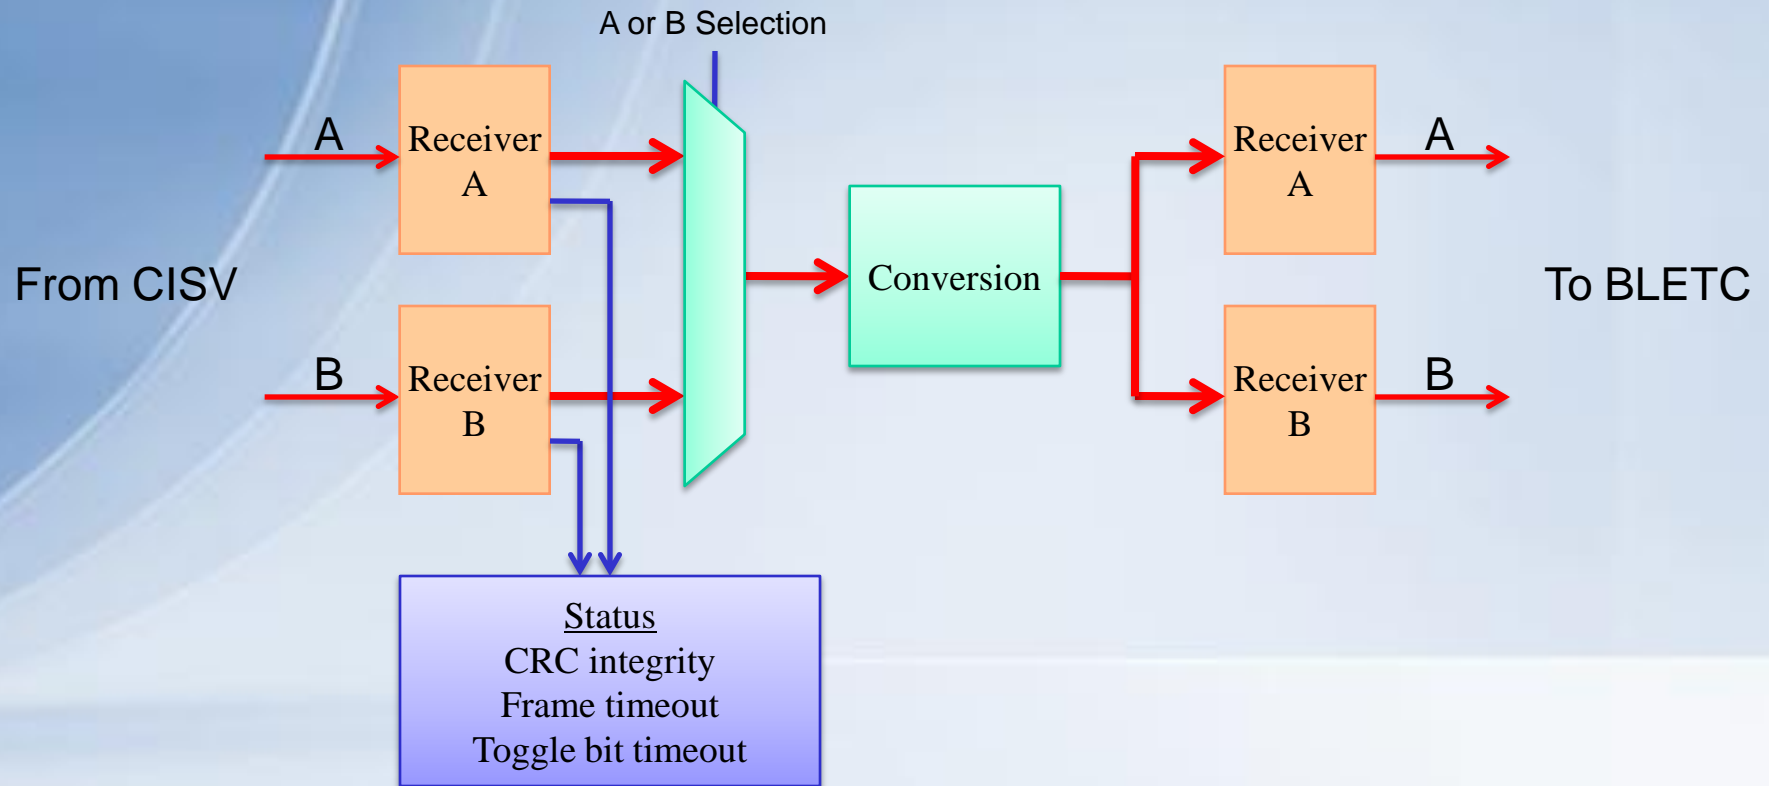 A or B Selection
A
Receiver
A
Receiver
A
A
From CISV
Conversion
To BLETC
B
Receiver
B
Receiver
B
B
Status
CRC integrity
Frame timeout
Toggle bit timeout